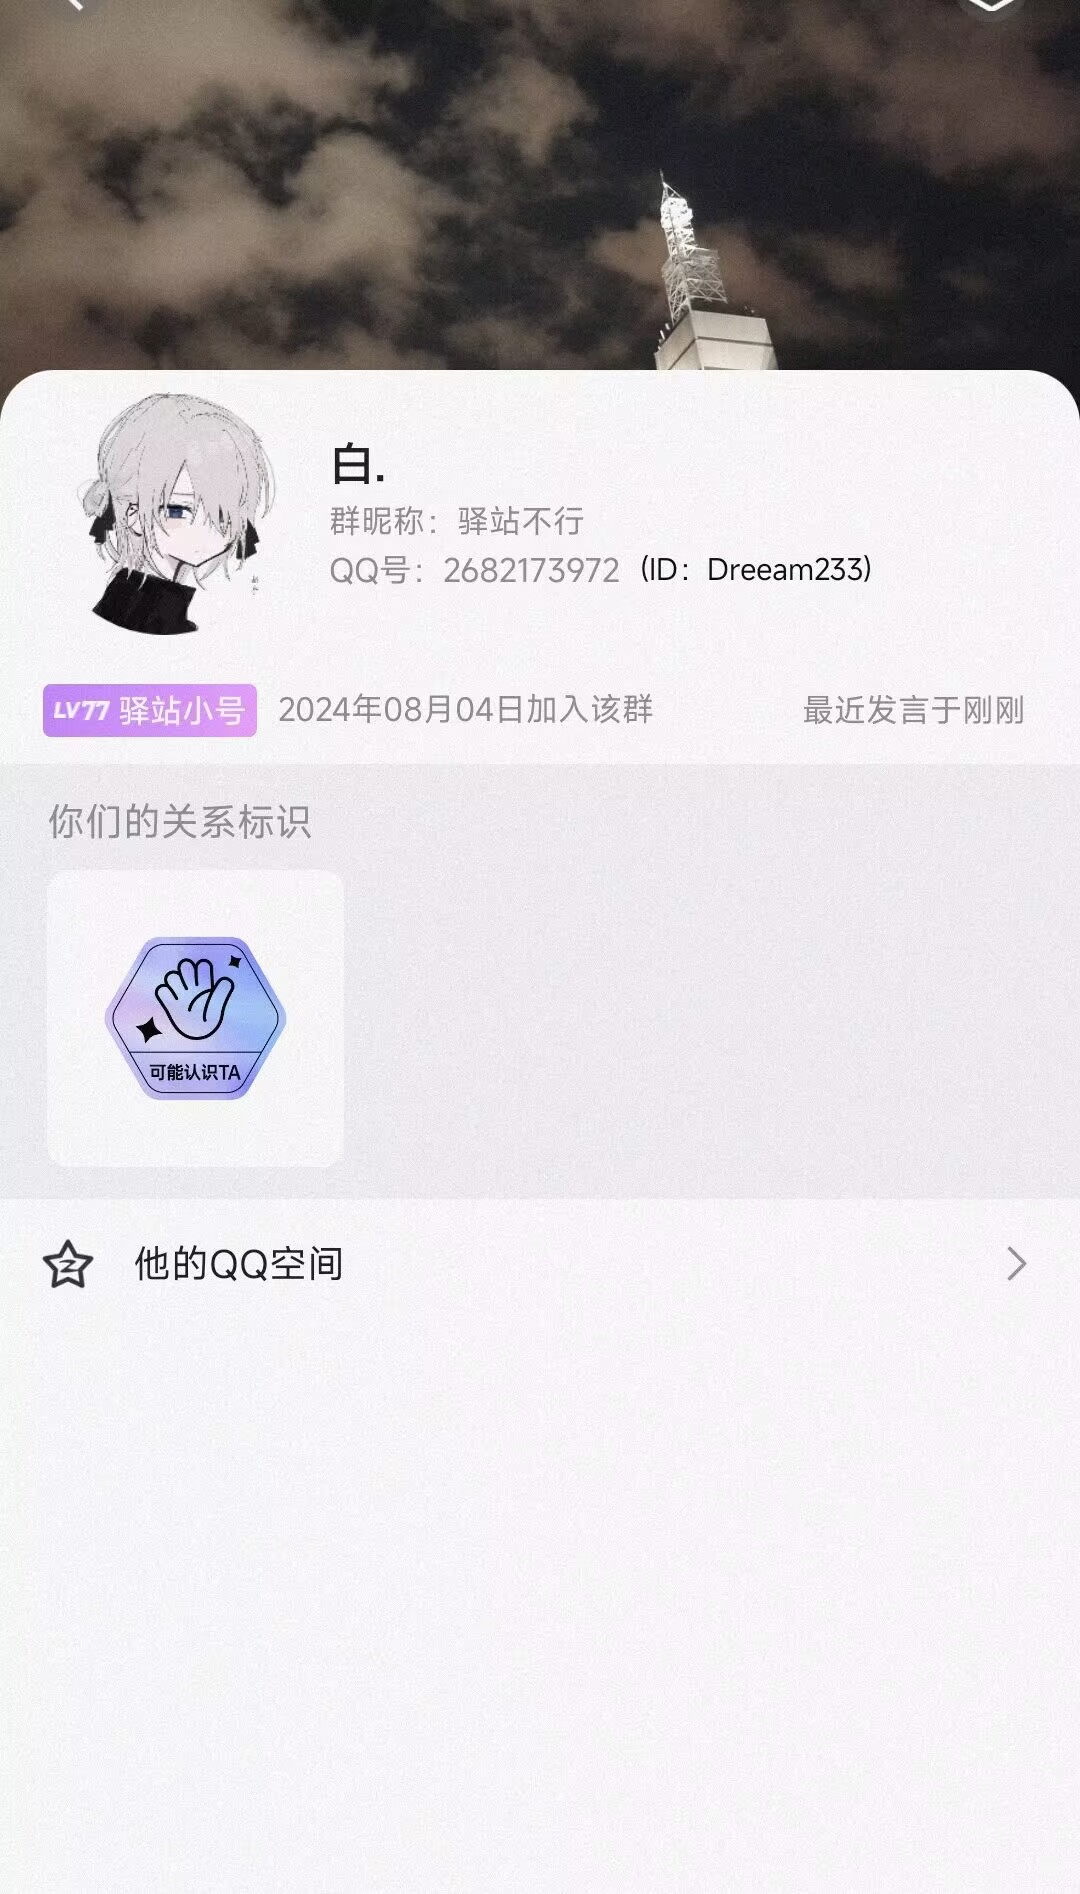 白.
群昵称：驿站不行
QQ号：2682173972（ID：Dreeam233）
LV77 驿站小号 2024年08月04日加入该群 最近发言于刚刚
你们的关系标识
可能认识TA
他的QQ空间